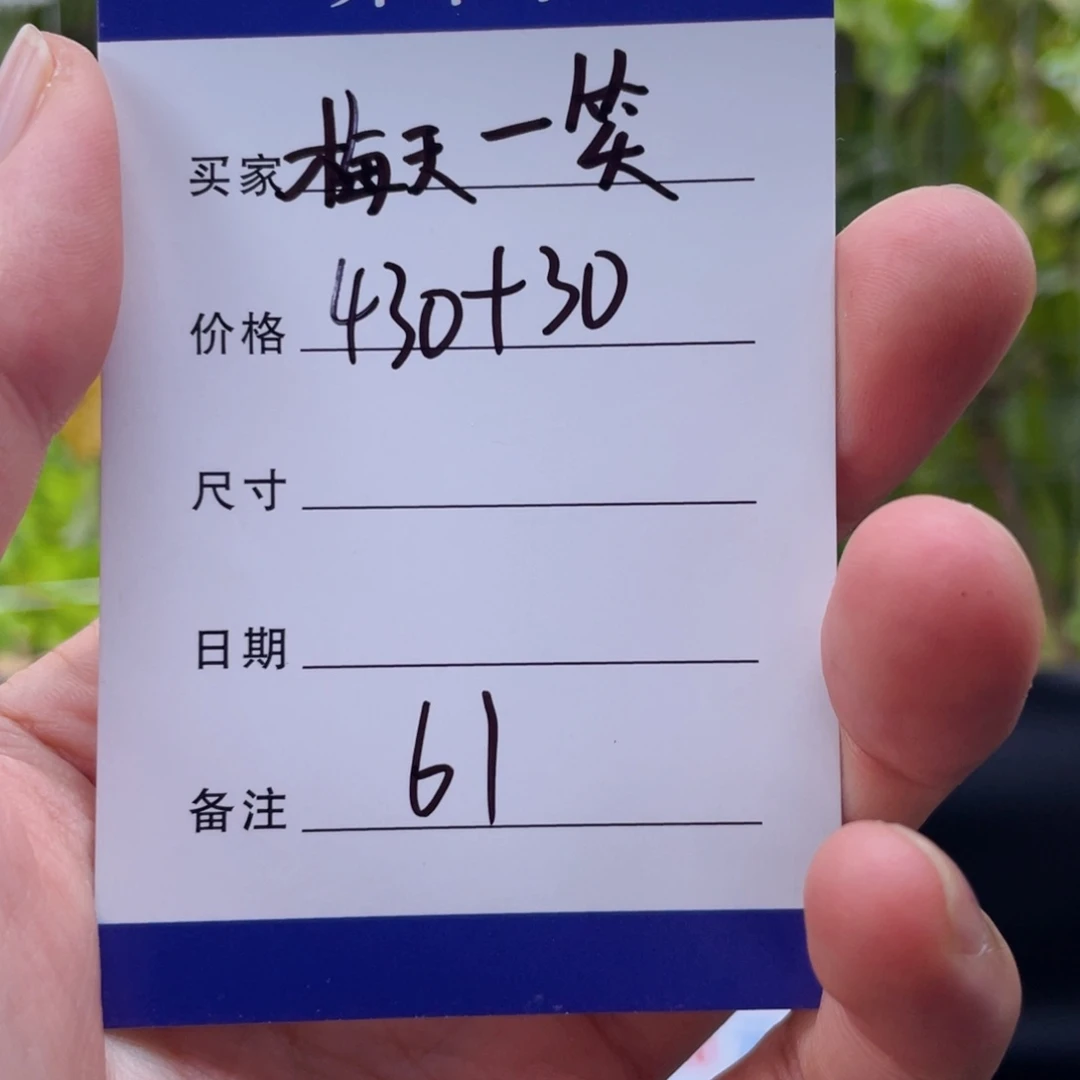 买家 梅天一笑
价格 430+30
尺寸
日期
备注 61